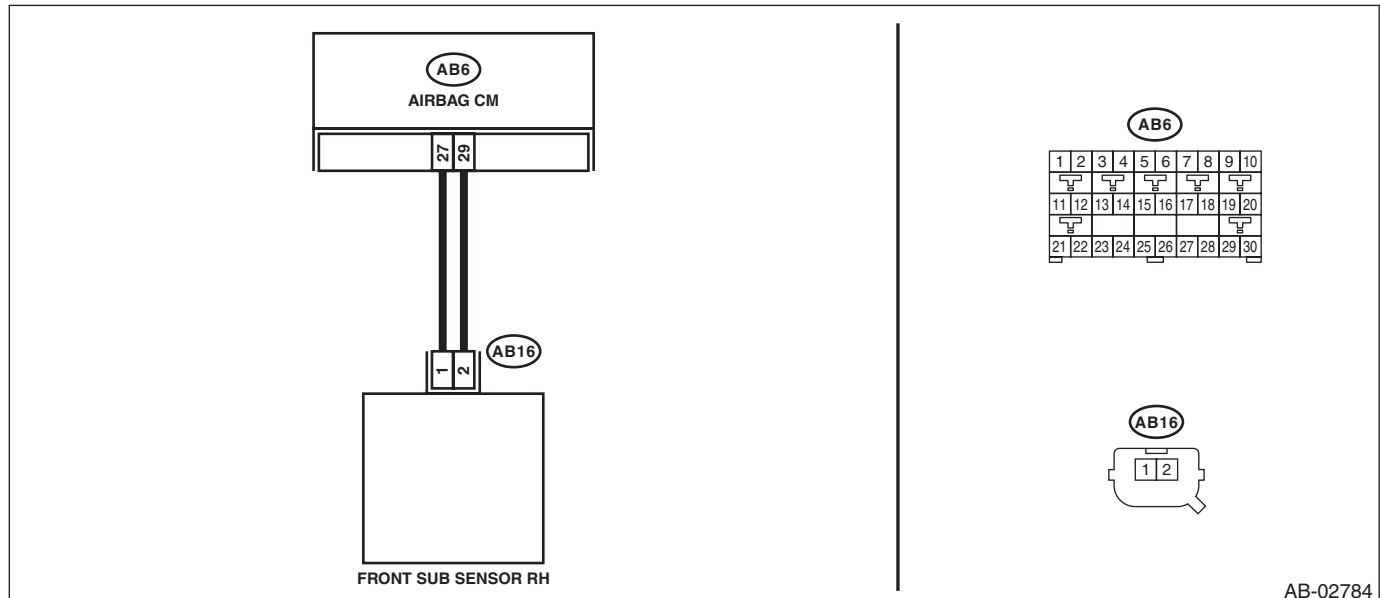 AB6
AIRBAG CM
27 29
1 2
AB16
FRONT SUB SENSOR RH
AB6
1 2 3 4 5 6 7 8 9 10
11 12 13 14 15 16 17 18 19 20
21 22 23 24 25 26 27 28 29 30
AB16
1 2
AB-02784